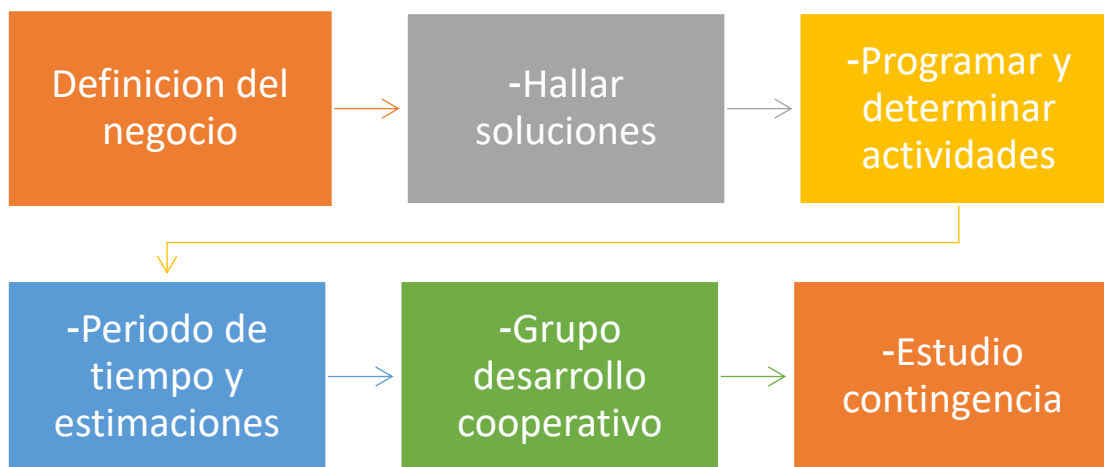 Definicion del
negocio
-Hallar
soluciones
-Programar y
determinar
actividades
-Periodo de
tiempo y
estimaciones
-Grupo
desarrollo
cooperativo
-Estudio
contingencia